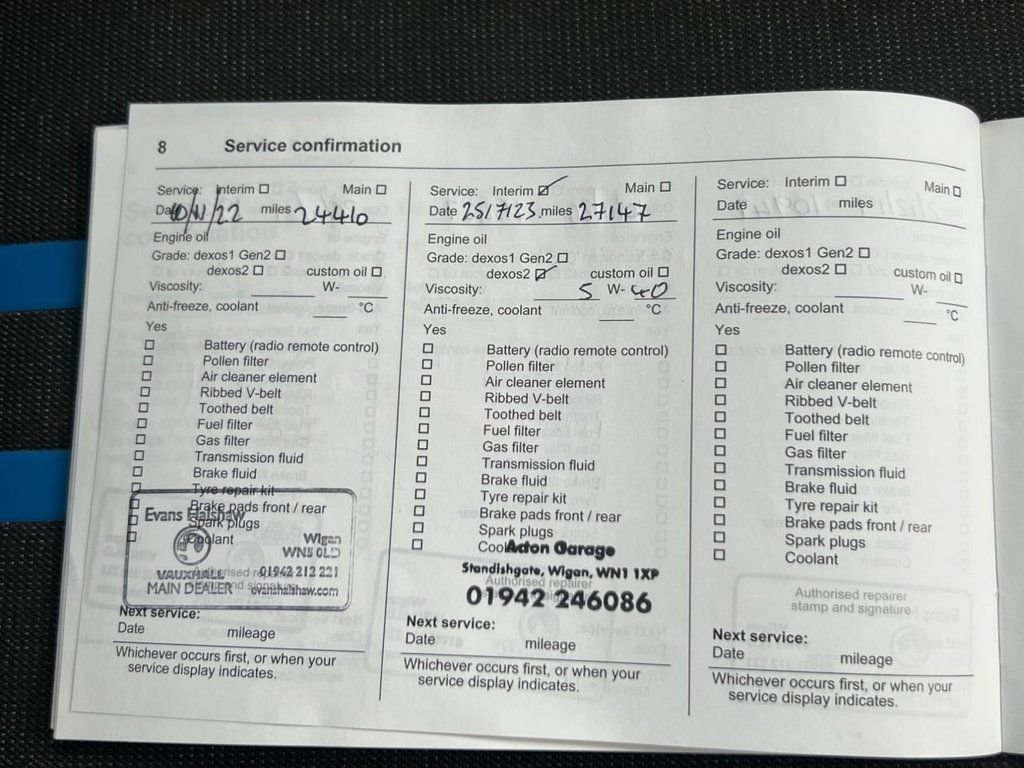 8 Service confirmation
Service: Interim Main
Date 10/11/22 miles 24410
Engine oil
Grade: dexos1 Gen2
dexos2 custom oil
Viscosity: W-
Anti-freeze, coolant °C
Yes
Battery (radio remote control)
Pollen filter
Air cleaner element
Ribbed V-belt
Toothed belt
Fuel filter
Gas filter
Transmission fluid
Brake fluid
Tyre repair kit
Brake pads front / rear
Spark plugs
Coolant
Evans Halshaw
Wigan
WN5 0LD
VAUXHALL 01942 212 221
MAIN DEALER evanshalshaw.com
Authorised repairer
stamp and signature
Next service:
Date mileage
Whichever occurs first, or when your
service display indicates.
Service: Interim Main
Date 25/7/23 miles 27147
Engine oil
Grade: dexos1 Gen2
dexos2 custom oil
Viscosity: 5 W- 40
Anti-freeze, coolant °C
Yes
Battery (radio remote control)
Pollen filter
Air cleaner element
Ribbed V-belt
Toothed belt
Fuel filter
Gas filter
Transmission fluid
Brake fluid
Tyre repair kit
Brake pads front / rear
Spark plugs
Coolant
Acton Garage
Standishgate, Wigan, WN1 1XP
Authorised repairer
01942 246086
Next service:
Date mileage
Whichever occurs first, or when your
service display indicates.
Service: Interim Main
Date miles
Engine oil
Grade: dexos1 Gen2
dexos2 custom oil
Viscosity: W-
Anti-freeze, coolant °C
Yes
Battery (radio remote control)
Pollen filter
Air cleaner element
Ribbed V-belt
Toothed belt
Fuel filter
Gas filter
Transmission fluid
Brake fluid
Tyre repair kit
Brake pads front / rear
Spark plugs
Coolant
Authorised repairer
stamp and signature
Next service:
Date mileage
Whichever occurs first, or when your
service display indicates.